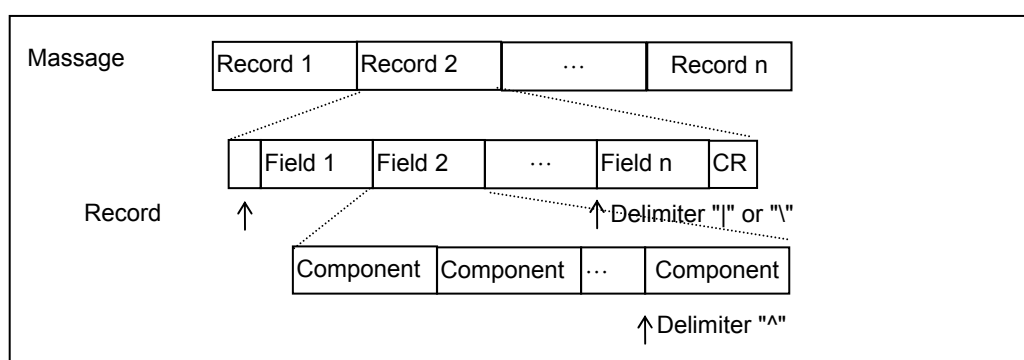 Massage Record 1 Record 2 ... Record n
Field 1 Field 2 ... Field n CR
Record Delimiter "|" or "\"
Component Component ... Component
Delimiter "^"